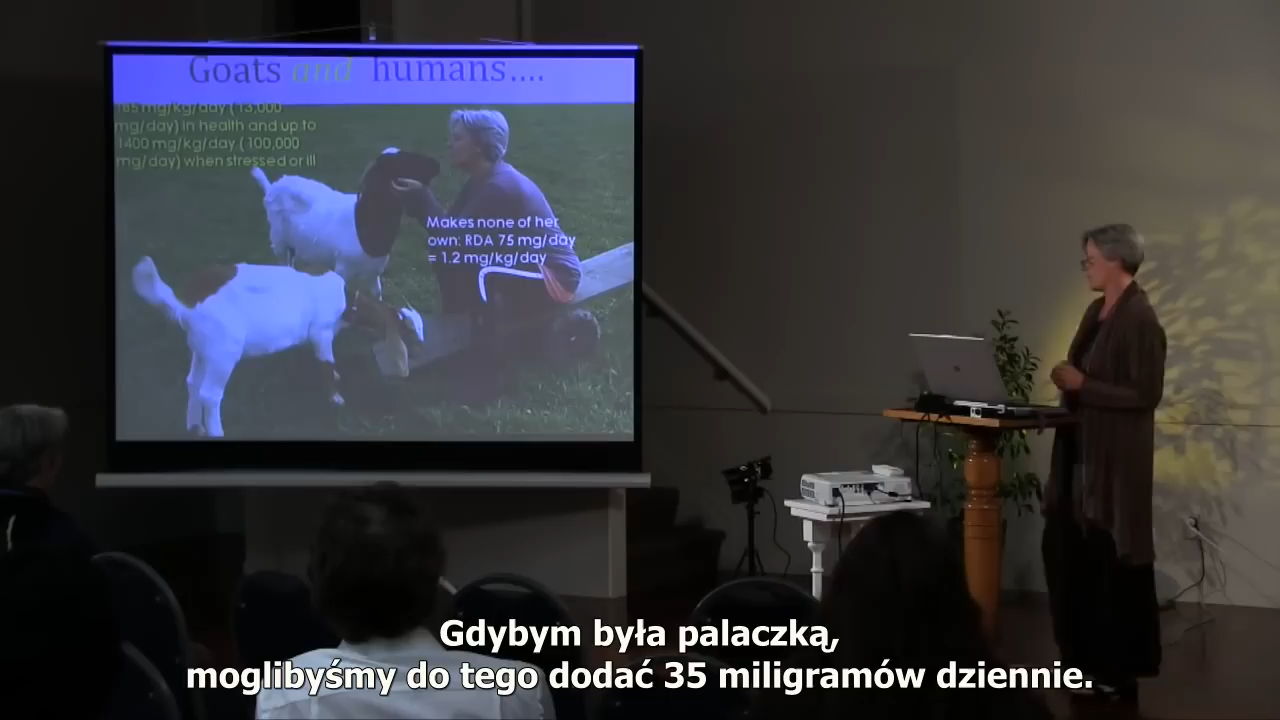 Goats and humans....
185 mg/kg/day (13,000
mg/day) in health and up to
1400 mg/kg/day (100,000
mg/day) when stressed or ill
Makes none of her
own: RDA 75 mg/day
= 1.2 mg/kg/day
Gdybym była palaczką,
moglibyśmy do tego dodać 35 miligramów dziennie.